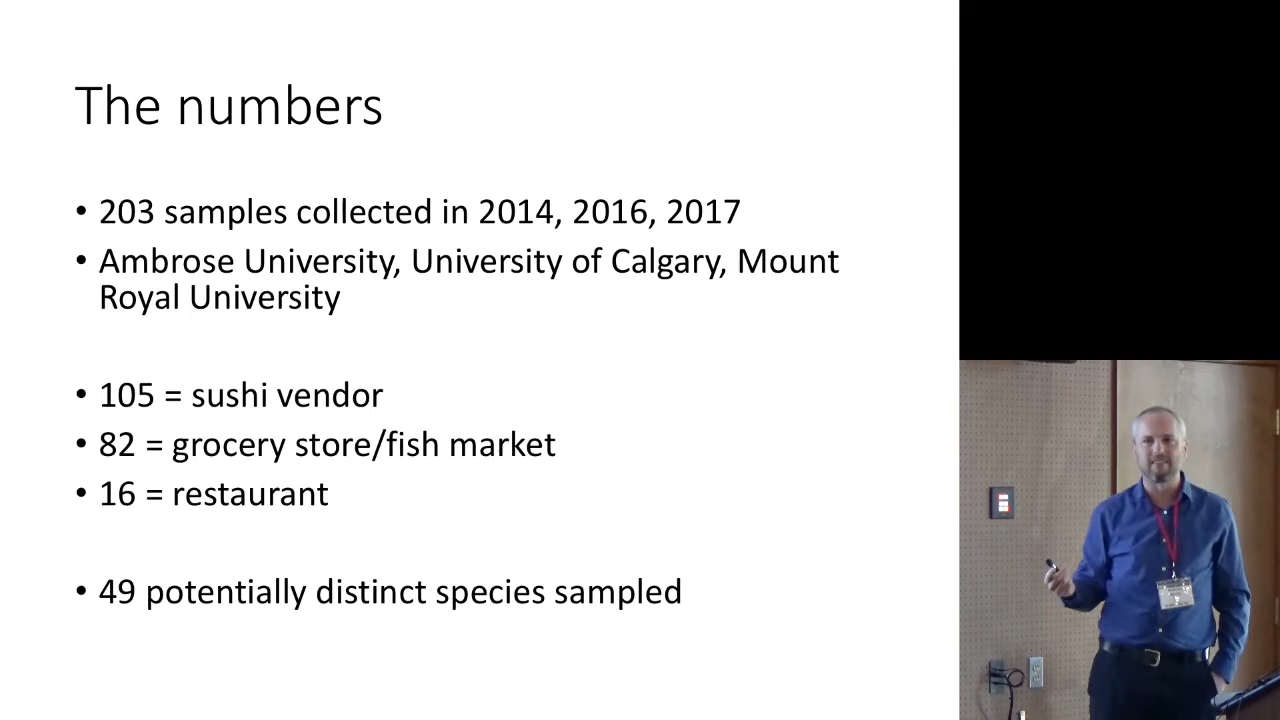 The numbers
• 203 samples collected in 2014, 2016, 2017
• Ambrose University, University of Calgary, Mount
Royal University
• 105 = sushi vendor
• 82 = grocery store/fish market
• 16 = restaurant
• 49 potentially distinct species sampled